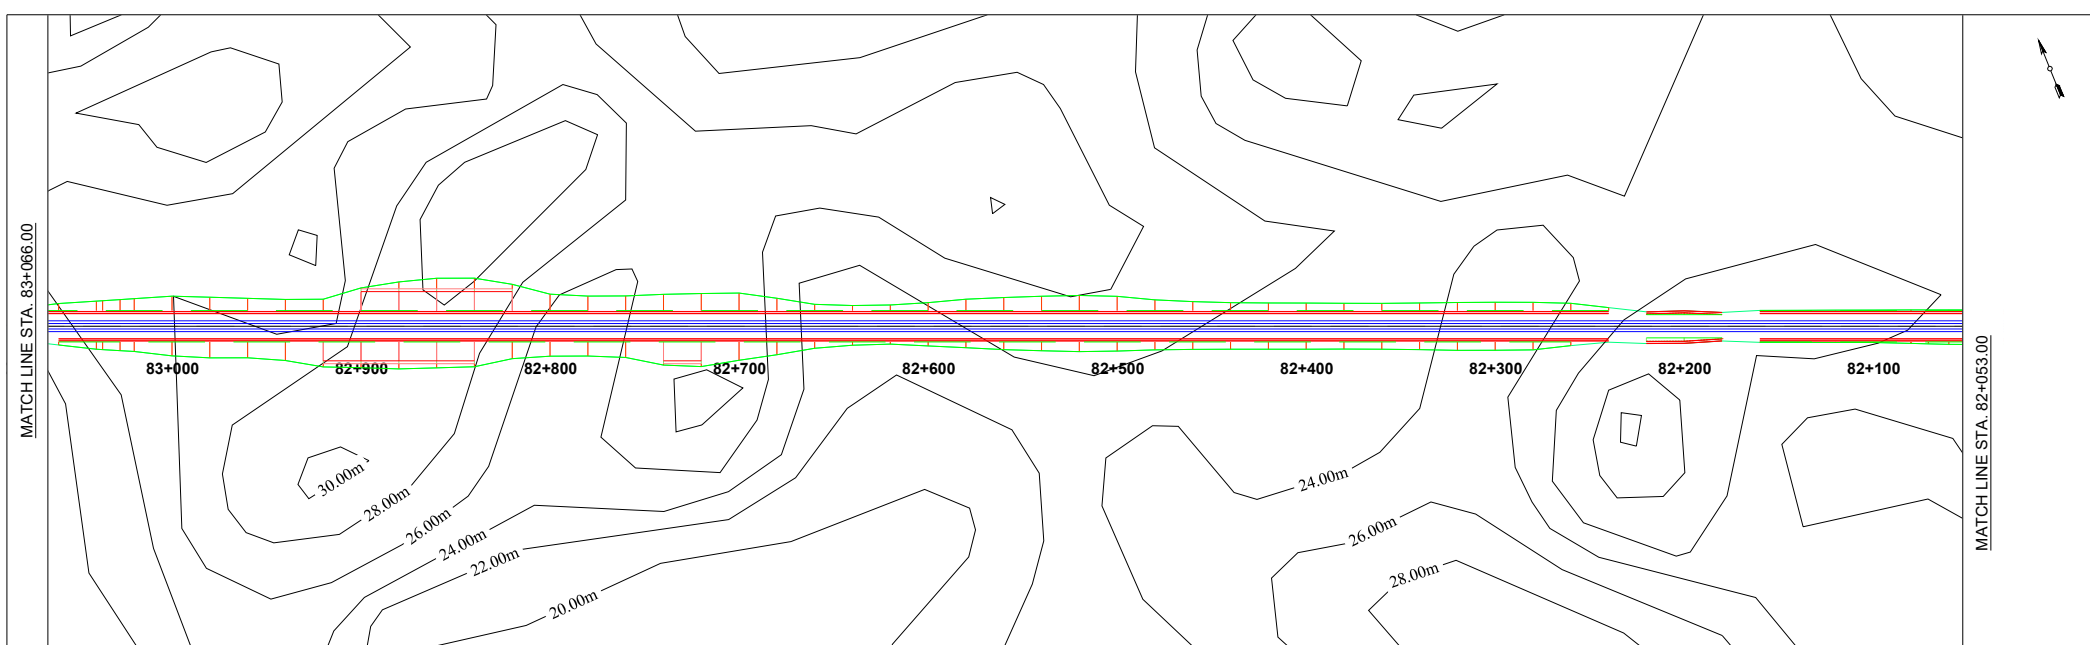 MATCH LINE STA. 83+066.00
83+000
82+900
82+800
82+700
82+600
82+500
82+400
82+300
82+200
82+100
MATCH LINE STA. 82+053.00
30.00m
28.00m
26.00m
24.00m
22.00m
20.00m
24.00m
26.00m
28.00m